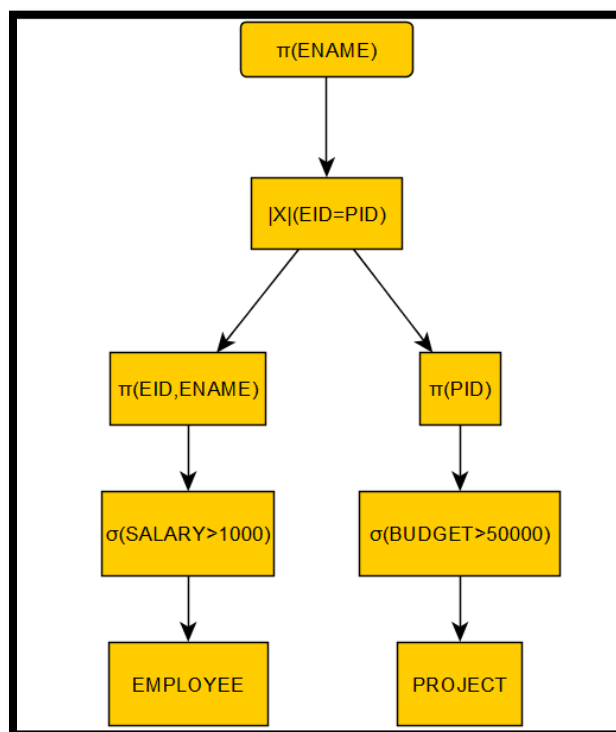 π(ENAME)
|X|(EID=PID)
π(EID,ENAME)
π(PID)
σ(SALARY>1000)
σ(BUDGET>50000)
EMPLOYEE
PROJECT